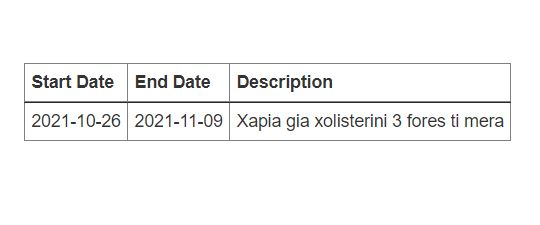 Start Date End Date Description
2021-10-26 2021-11-09 Xapia gia xolisterini 3 fores ti mera